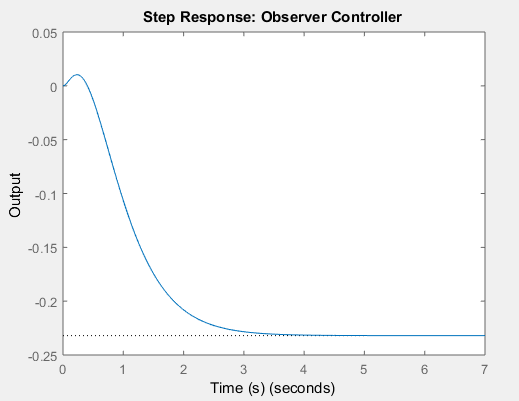 Step Response: Observer Controller
0.05
0
-0.05
-0.1
-0.15
-0.2
-0.25
Output
0 1 2 3 4 5 6 7
Time (s) (seconds)